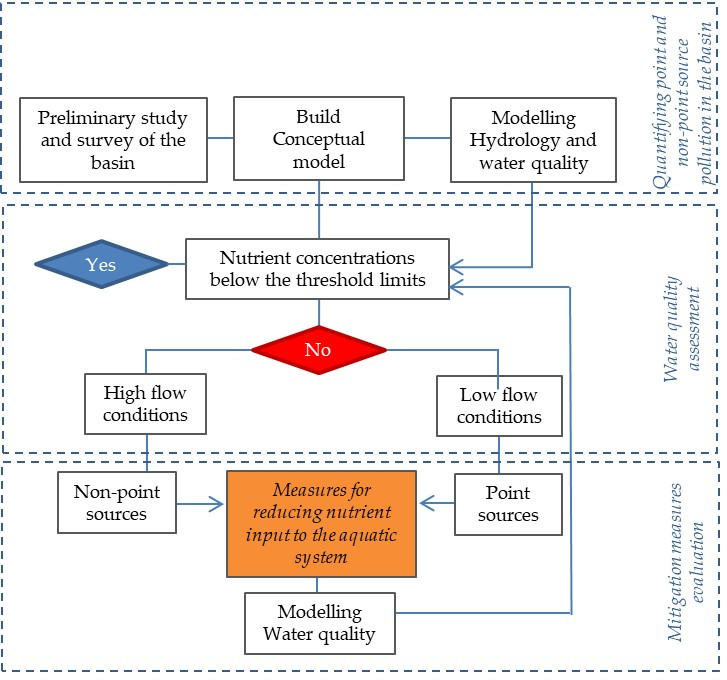 Quantifying point and
non-point source
pollution in the basin
Preliminary study
and survey of the
basin
Build
Conceptual
model
Modelling
Hydrology and
water quality
Water quality
assessment
Yes
Nutrient concentrations
below the threshold limits
No
High flow
conditions
Low flow
conditions
Mitigation measures
evaluation
Non-point
sources
Measures for
reducing nutrient
input to the aquatic
system
Point
sources
Modelling
Water quality